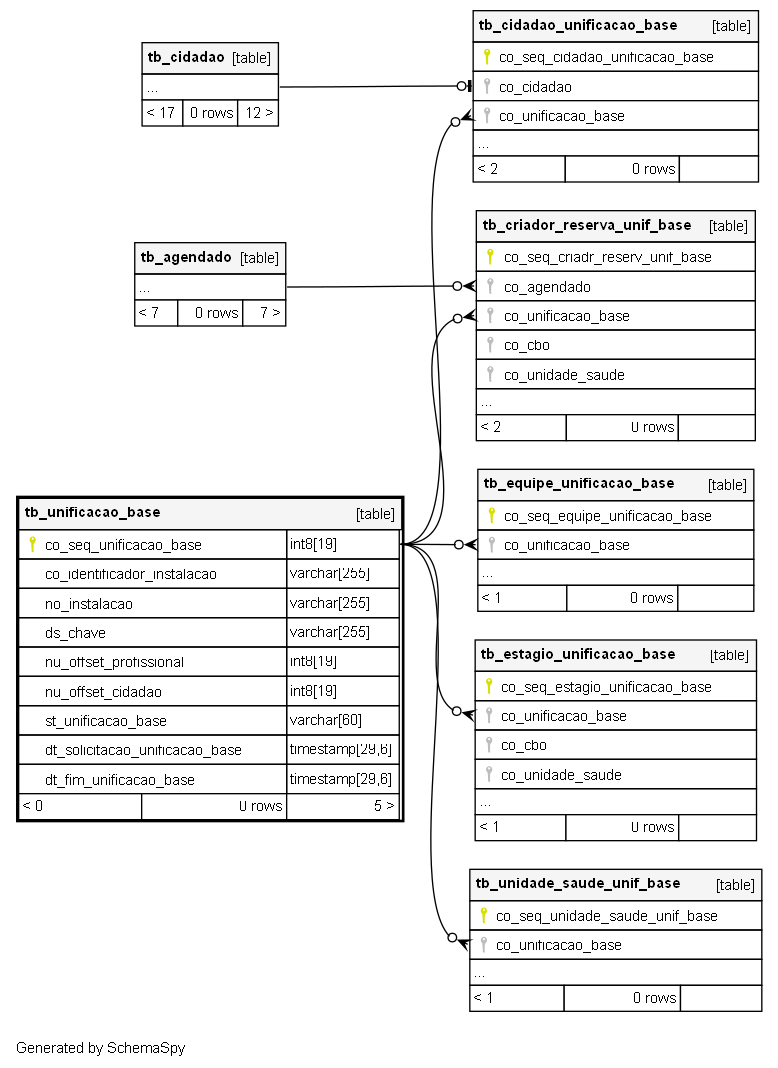 tb_cidadao [table]
...
< 17 0 rows 12 >
tb_cidadao_unificacao_base [table]
co_seq_cidadao_unificacao_base
co_cidadao
co_unificacao_base
...
< 2 0 rows
tb_agendado [table]
...
< 7 0 rows 7 >
tb_criador_reserva_unif_base [table]
co_seq_criadr_reserv_unif_base
co_agendado
co_unificacao_base
co_cbo
co_unidade_saude
...
< 2 0 rows
tb_unificacao_base [table]
co_seq_unificacao_base int8[19]
co_identificador_instalacao varchar[255]
no_instalacao varchar[255]
ds_chave varchar[255]
nu_offset_profissional int8[19]
nu_offset_cidadao int8[19]
st_unificacao_base varchar[60]
dt_solicitacao_unificacao_base timestamp[29,6]
dt_fim_unificacao_base timestamp[29,6]
< 0 0 rows 5 >
tb_equipe_unificacao_base [table]
co_seq_equipe_unificacao_base
co_unificacao_base
...
< 1 0 rows
tb_estagio_unificacao_base [table]
co_seq_estagio_unificacao_base
co_unificacao_base
co_cbo
co_unidade_saude
...
< 1 0 rows
tb_unidade_saude_unif_base [table]
co_seq_unidade_saude_unif_base
co_unificacao_base
...
< 1 0 rows
Generated by SchemaSpy